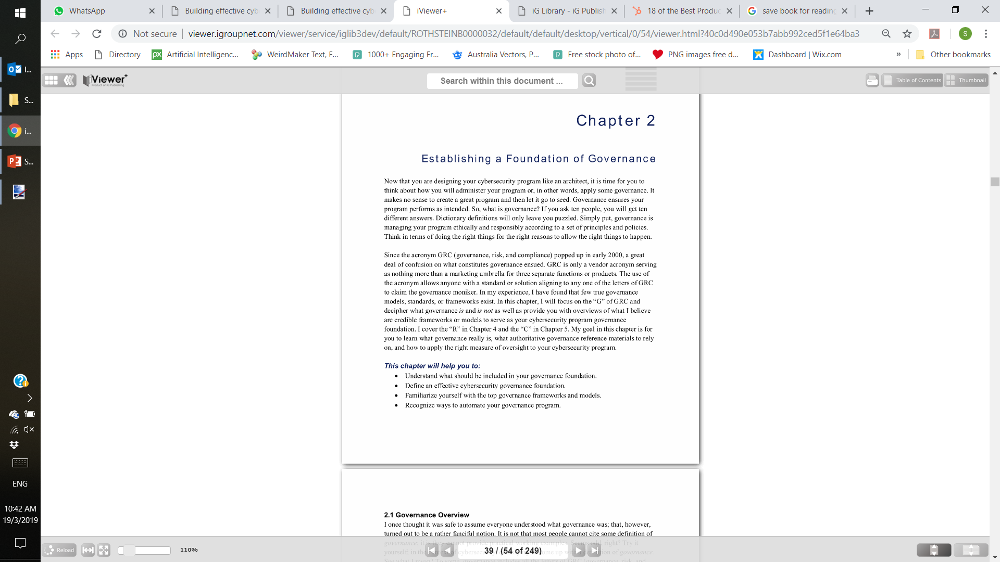 WhatsApp
Building effective cyb
Building effective cyb
iViewer+
iG Library - iG Publish
18 of the Best Produc
save book for reading
Not secure | viewer.igroupnet.com/viewer/service/iglib3dev/default/ROTHSTEINB0000032/default/default/desktop/vertical/0/54/viewer.html?40c0d490e053b7abb992ced5f1e64ba3
S
Apps
Directory
Artificial Intelligenc...
WeirdMaker Text, F...
1000+ Engaging Fr...
Australia Vectors, P...
Free stock photo of...
PNG images free d...
Dashboard | Wix.com
»
Other bookmarks
iViewer+
Product of iG Publishing
Search within this document ...
Table of Contents
Thumbnail
I...
S...
i...
S...
ENG
10:42 AM
19/3/2019
Chapter 2
Establishing a Foundation of Governance
Now that you are designing your cybersecurity program like an architect, it is time for you to
think about how you will administer your program or, in other words, apply some governance. It
makes no sense to create a great program and then let it go to seed. Governance ensures your
program performs as intended. So, what is governance? If you ask ten people, you will get ten
different answers. Dictionary definitions will only leave you puzzled. Simply put, governance is
managing your program ethically and responsibly according to a set of principles and policies.
Think in terms of doing the right things for the right reasons to allow the right things to happen.
Since the acronym GRC (governance, risk, and compliance) popped up in early 2000, a great
deal of confusion on what constitutes governance ensued. GRC is only a vendor acronym serving
as nothing more than a marketing umbrella for three separate functions or products. The use of
the acronym allows anyone with a standard or solution aligning to any one of the letters of GRC
to claim the governance moniker. In my experience, I have found that few true governance
models, standards, or frameworks exist. In this chapter, I will focus on the “G” of GRC and
decipher what governance is and is not as well as provide you with overviews of what I believe
are credible frameworks or models to serve as your cybersecurity program governance
foundation. I cover the “R” in Chapter 4 and the “C” in Chapter 5. My goal in this chapter is for
you to learn what governance really is, what authoritative governance reference materials to rely
on, and how to apply the right measure of oversight to your cybersecurity program.
This chapter will help you to:
• Understand what should be included in your governance foundation.
• Define an effective cybersecurity governance foundation.
• Familiarize yourself with the top governance frameworks and models.
• Recognize ways to automate your governance program.
2.1 Governance Overview
I once thought it was safe to assume everyone understood what governance was; that, however,
turned out to be a rather fanciful notion. It is not that most people cannot cite some definition of
governance; it is they cannot provide practical working examples. Seems odd, right? Try it
Reload
110%
39 / (54 of 249)